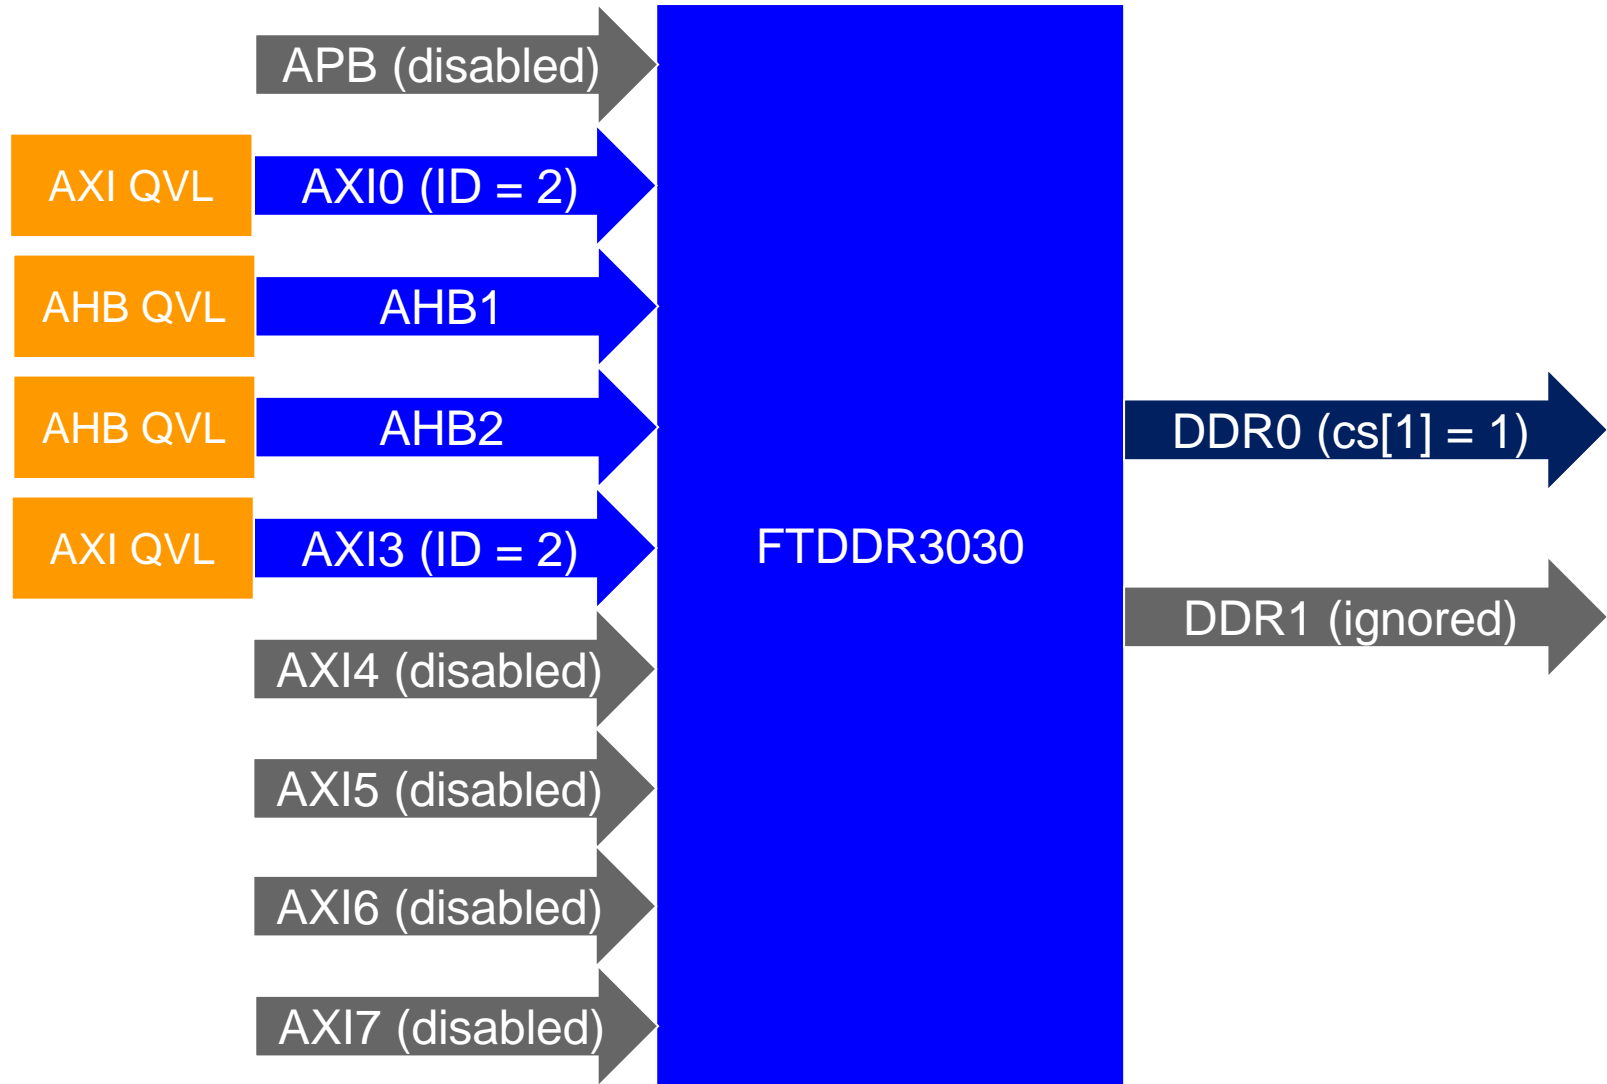 APB (disabled)
AXI QVL
AXI0 (ID = 2)
AHB QVL
AHB1
AHB QVL
AHB2
DDR0 (cs[1] = 1)
AXI QVL
AXI3 (ID = 2)
FTDDR3030
DDR1 (ignored)
AXI4 (disabled)
AXI5 (disabled)
AXI6 (disabled)
AXI7 (disabled)